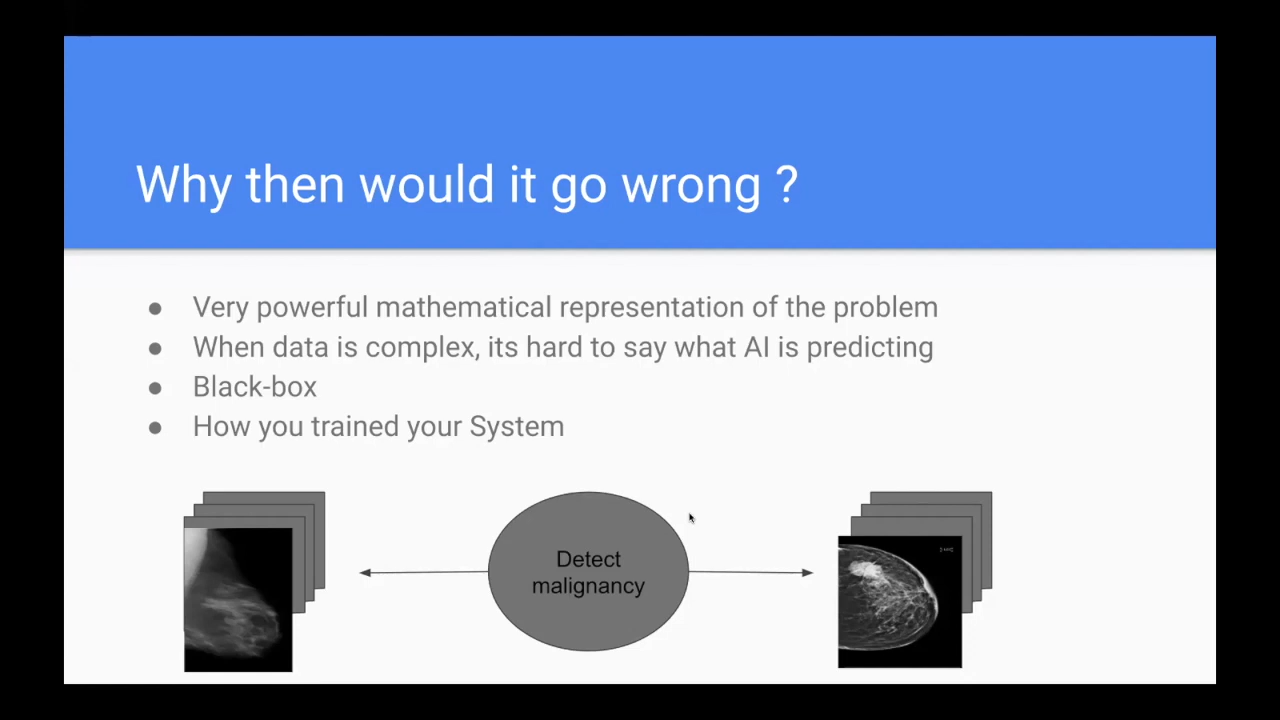 Why then would it go wrong ?
Very powerful mathematical representation of the problem
When data is complex, its hard to say what AI is predicting
Black-box
How you trained your System
Detect
malignancy